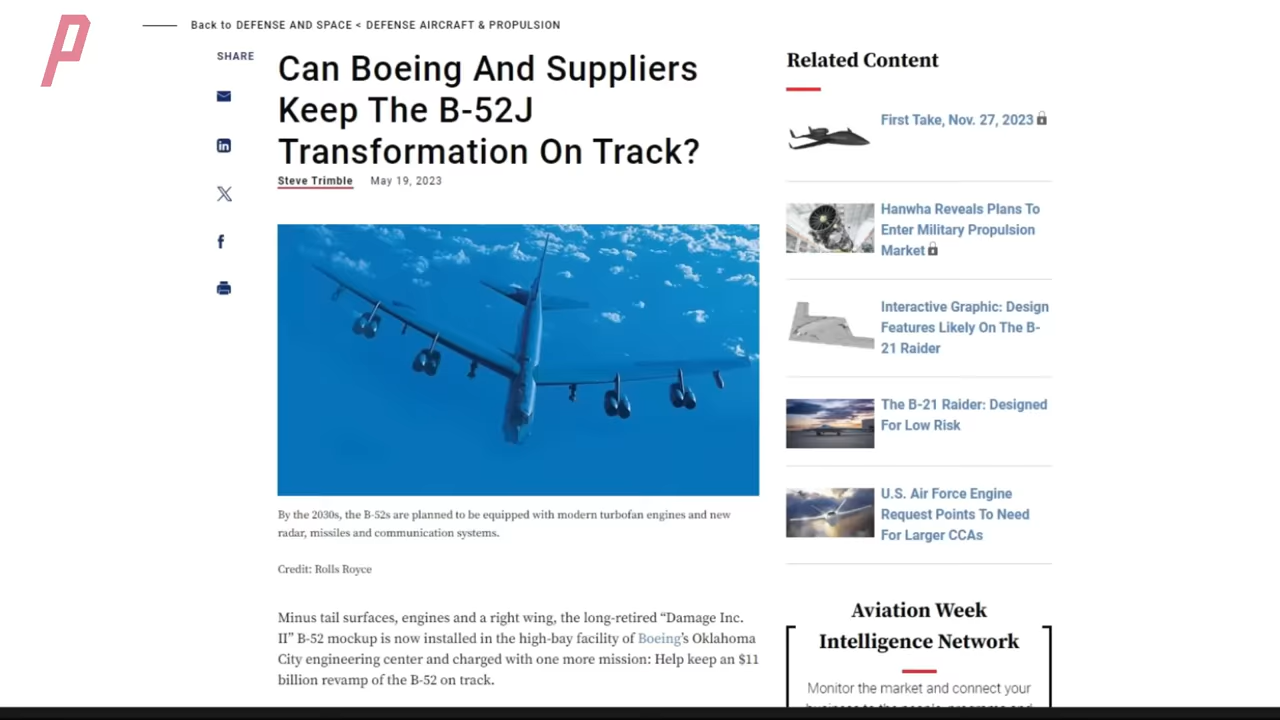 Back to DEFENSE AND SPACE < DEFENSE AIRCRAFT & PROPULSION
SHARE
Can Boeing And Suppliers
Keep The B-52J
Transformation On Track?
Steve Trimble May 19, 2023
By the 2030s, the B-52s are planned to be equipped with modern turbofan engines and new
radar, missiles and communication systems.
Credit: Rolls Royce
Minus tail surfaces, engines and a right wing, the long-retired “Damage Inc.
II” B-52 mockup is now installed in the high-bay facility of Boeing’s Oklahoma
City engineering center and charged with one more mission: Help keep an $11
billion revamp of the B-52 on track.
Related Content
First Take, Nov. 27, 2023
Hanwha Reveals Plans To
Enter Military Propulsion
Market
Interactive Graphic: Design
Features Likely On The B-
21 Raider
The B-21 Raider: Designed
For Low Risk
U.S. Air Force Engine
Request Points To Need
For Larger CCAs
Aviation Week
Intelligence Network
Monitor the market and connect your